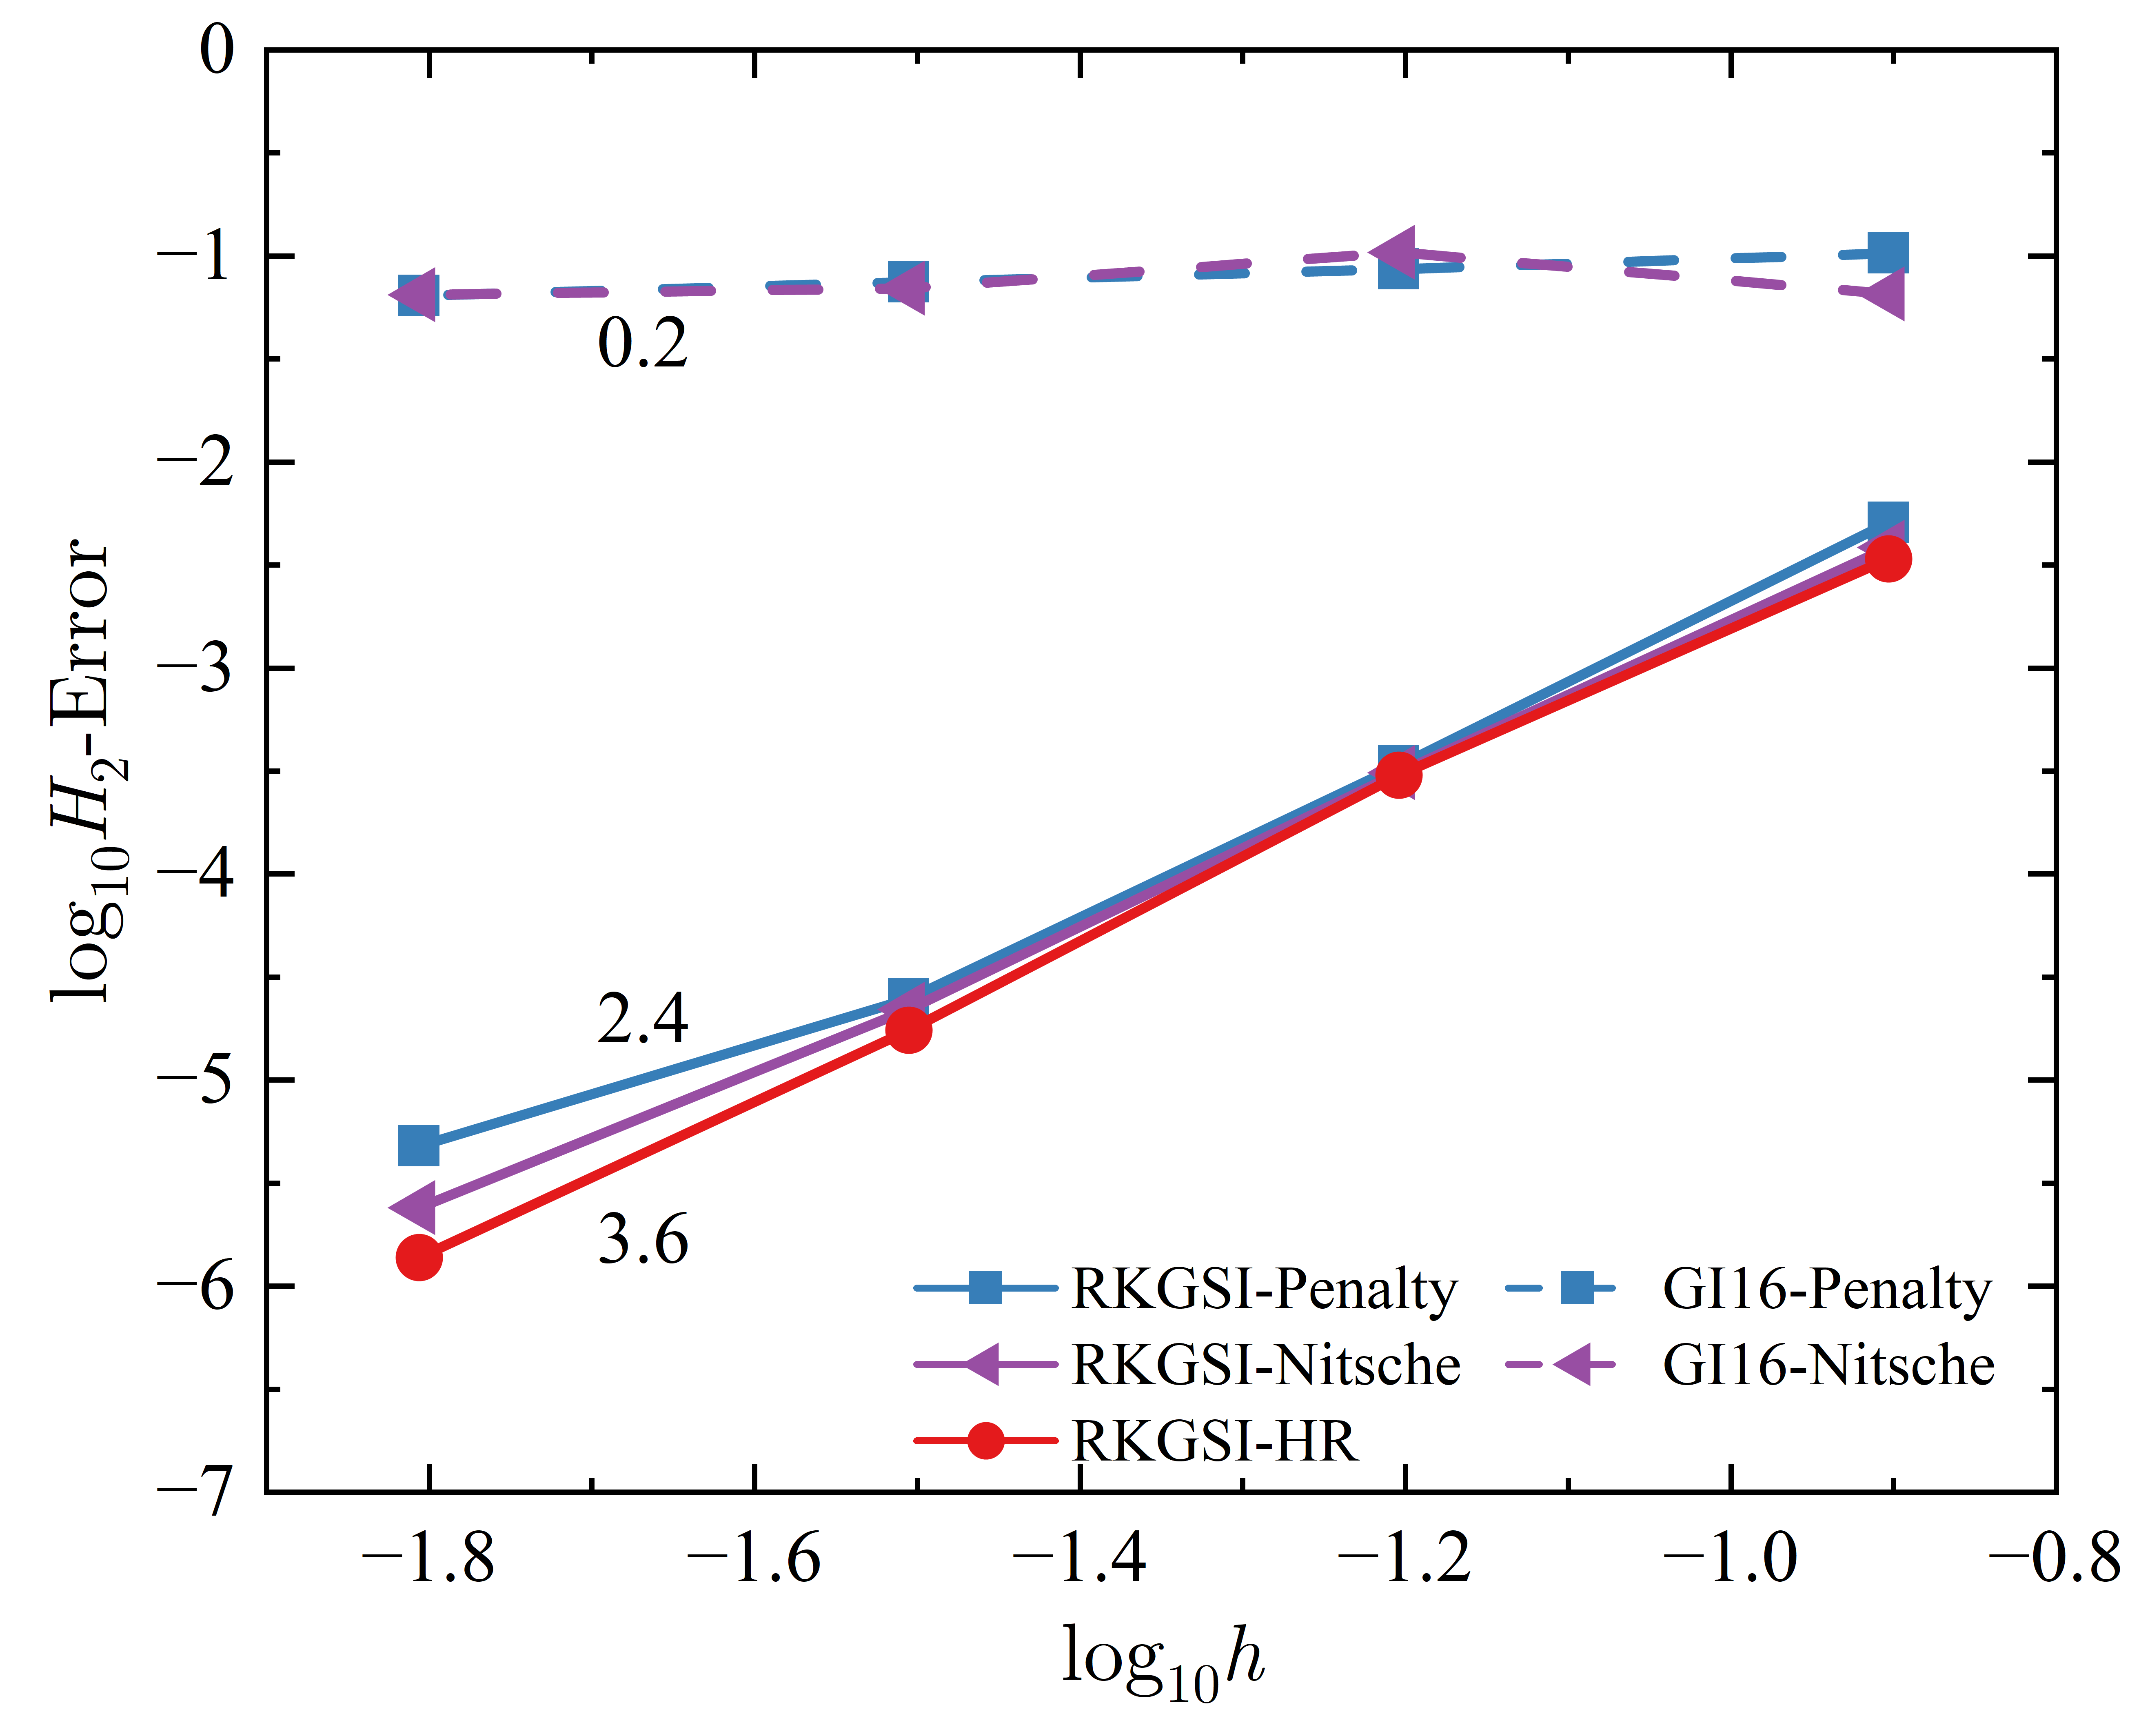 0
−1
−2
−3
−4
−5
−6
−7
log₁₀H₂-Error
0.2
2.4
3.6
RKGSI-Penalty GI16-Penalty
RKGSI-Nitsche GI16-Nitsche
RKGSI-HR
−1.8 −1.6 −1.4 −1.2 −1.0 −0.8
log₁₀h